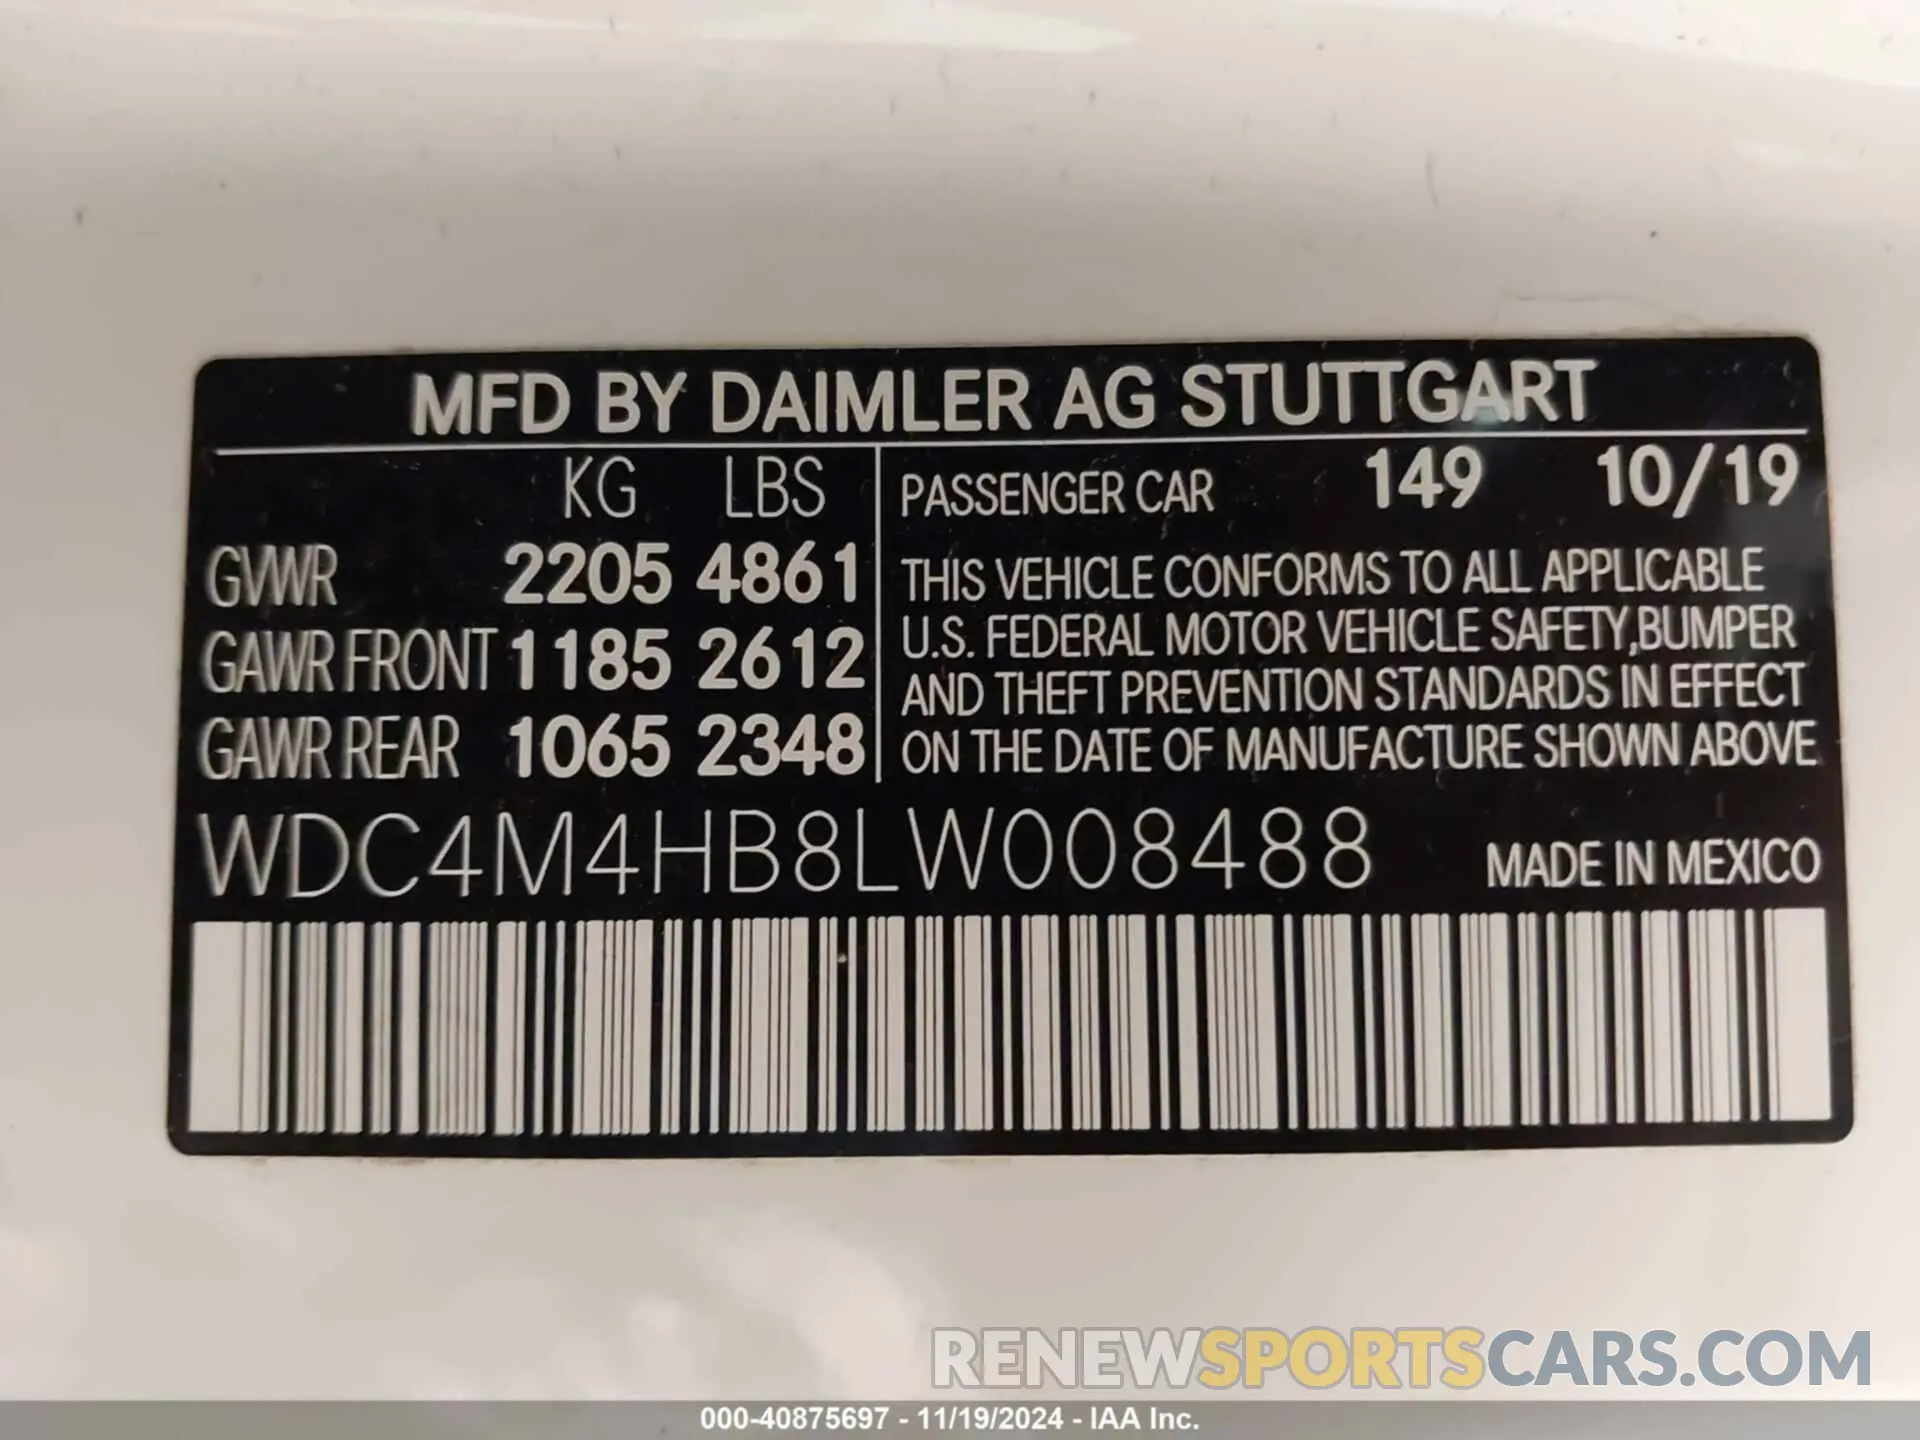 MFD BY DAIMLER AG STUTTGART
KG LBS
GVWR 2205 4861
GAWR FRONT 1185 2612
GAWR REAR 1065 2348
PASSENGER CAR 149 10/19
THIS VEHICLE CONFORMS TO ALL APPLICABLE
U.S. FEDERAL MOTOR VEHICLE SAFETY,BUMPER
AND THEFT PREVENTION STANDARDS IN EFFECT
ON THE DATE OF MANUFACTURE SHOWN ABOVE
WDC4M4HB8LW008488 MADE IN MEXICO
RENEWSPORTSCARS.COM
000-40875697 - 11/19/2024 - IAA Inc.